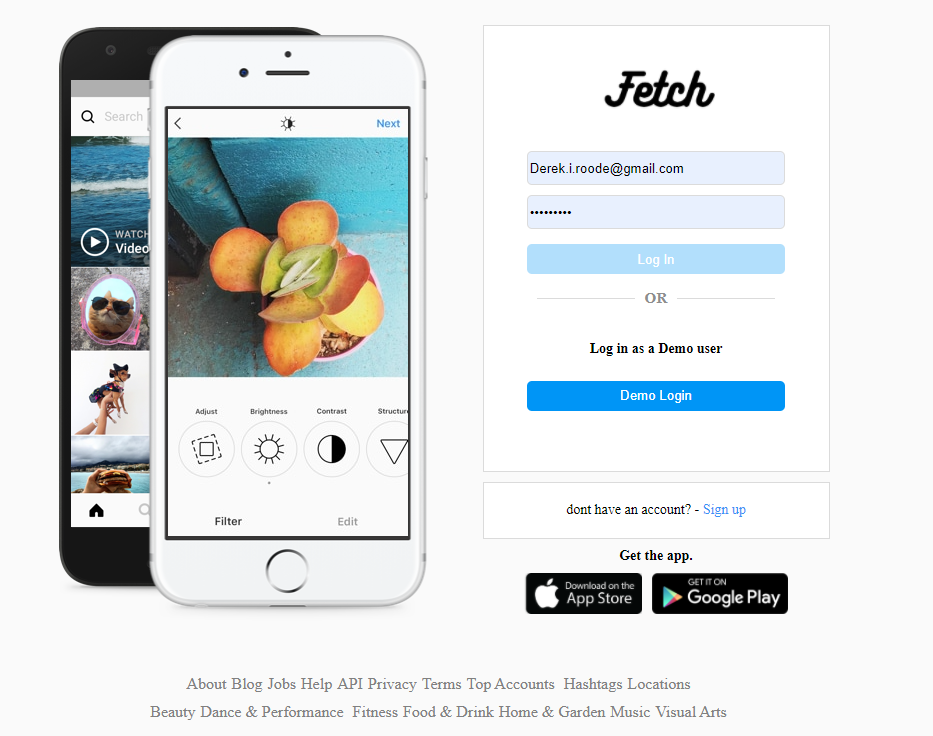 Search
WATCH
Video
Next
Adjust
Brightness
Contrast
Structure
Filter
Edit
Fetch
Derek.i.roode@gmail.com
•••••••••
Log In
OR
Log in as a Demo user
Demo Login
dont have an account? - Sign up
Get the app.
Download on the
App Store
GET IT ON
Google Play
About Blog Jobs Help API Privacy Terms Top Accounts Hashtags Locations
Beauty Dance & Performance Fitness Food & Drink Home & Garden Music Visual Arts